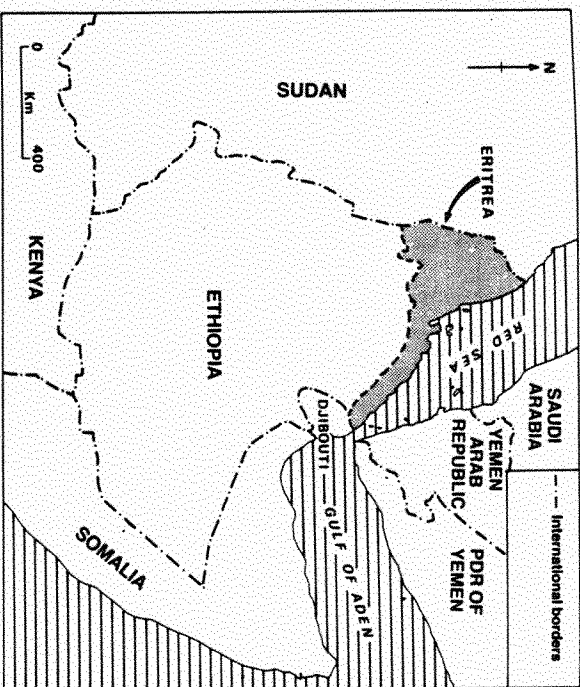 N
SUDAN
ERITREA
RED SEA
SAUDI
ARABIA
YEMEN
ARAB
REPUBLIC
PDR OF
YEMEN
International borders
DJIBOUTI
GULF OF ADEN
ETHIOPIA
SOMALIA
KENYA
0
Km
400